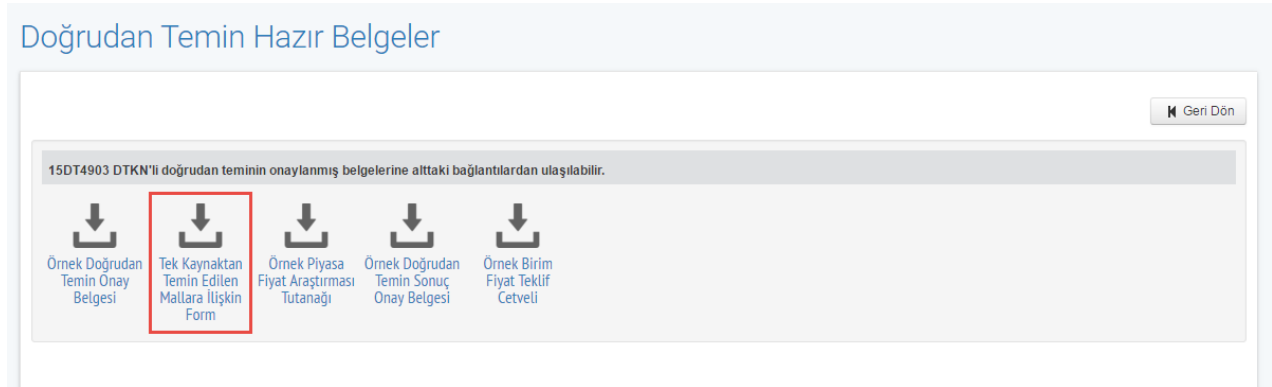 Doğrudan Temin Hazır Belgeler
Geri Dön
15DT4903 DTKN'li doğrudan teminin onaylanmış belgelerine alttaki bağlantılardan ulaşılabilir.
Örnek Doğrudan
Temin Onay
Belgesi
Tek Kaynaktan
Temin Edilen
Mallara İlişkin
Form
Örnek Piyasa
Fiyat Araştırması
Tutanağı
Örnek Doğrudan
Temin Sonuç
Onay Belgesi
Örnek Birim
Fiyat Teklif
Cetveli